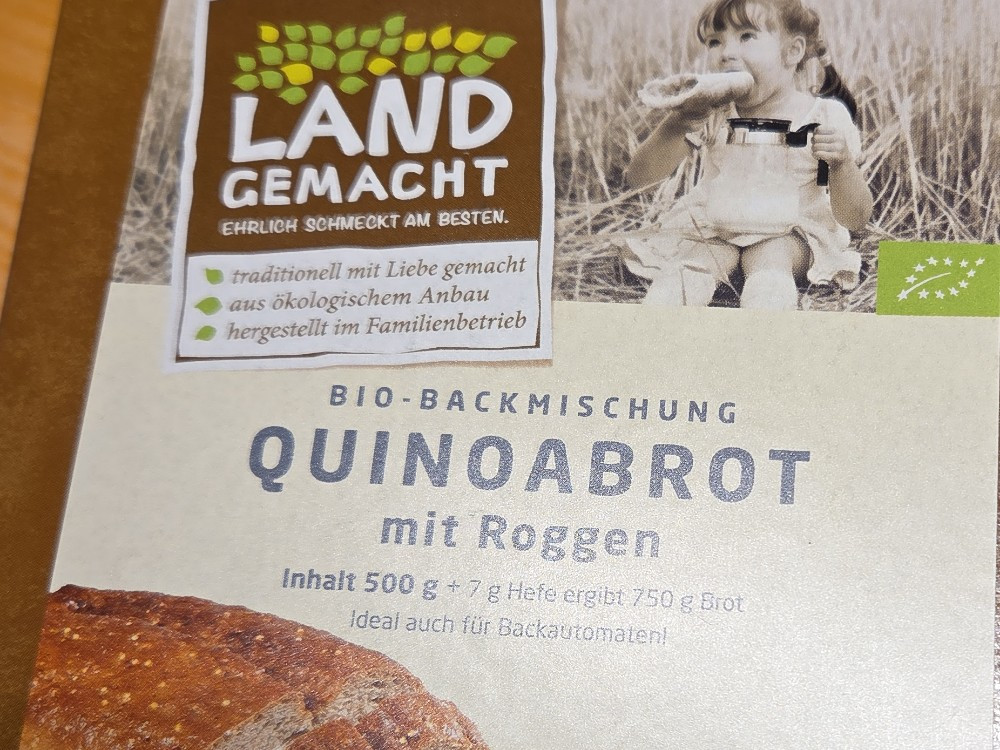 LAND
GEMACHT
EHRLICH SCHMECKT AM BESTEN.
traditionell mit Liebe gemacht
aus ökologischem Anbau
hergestellt im Familienbetrieb
BIO-BACKMISCHUNG
QUINOABROT
mit Roggen
Inhalt 500 g + 7 g Hefe ergibt 750 g Brot
Ideal auch für Backautomaten!